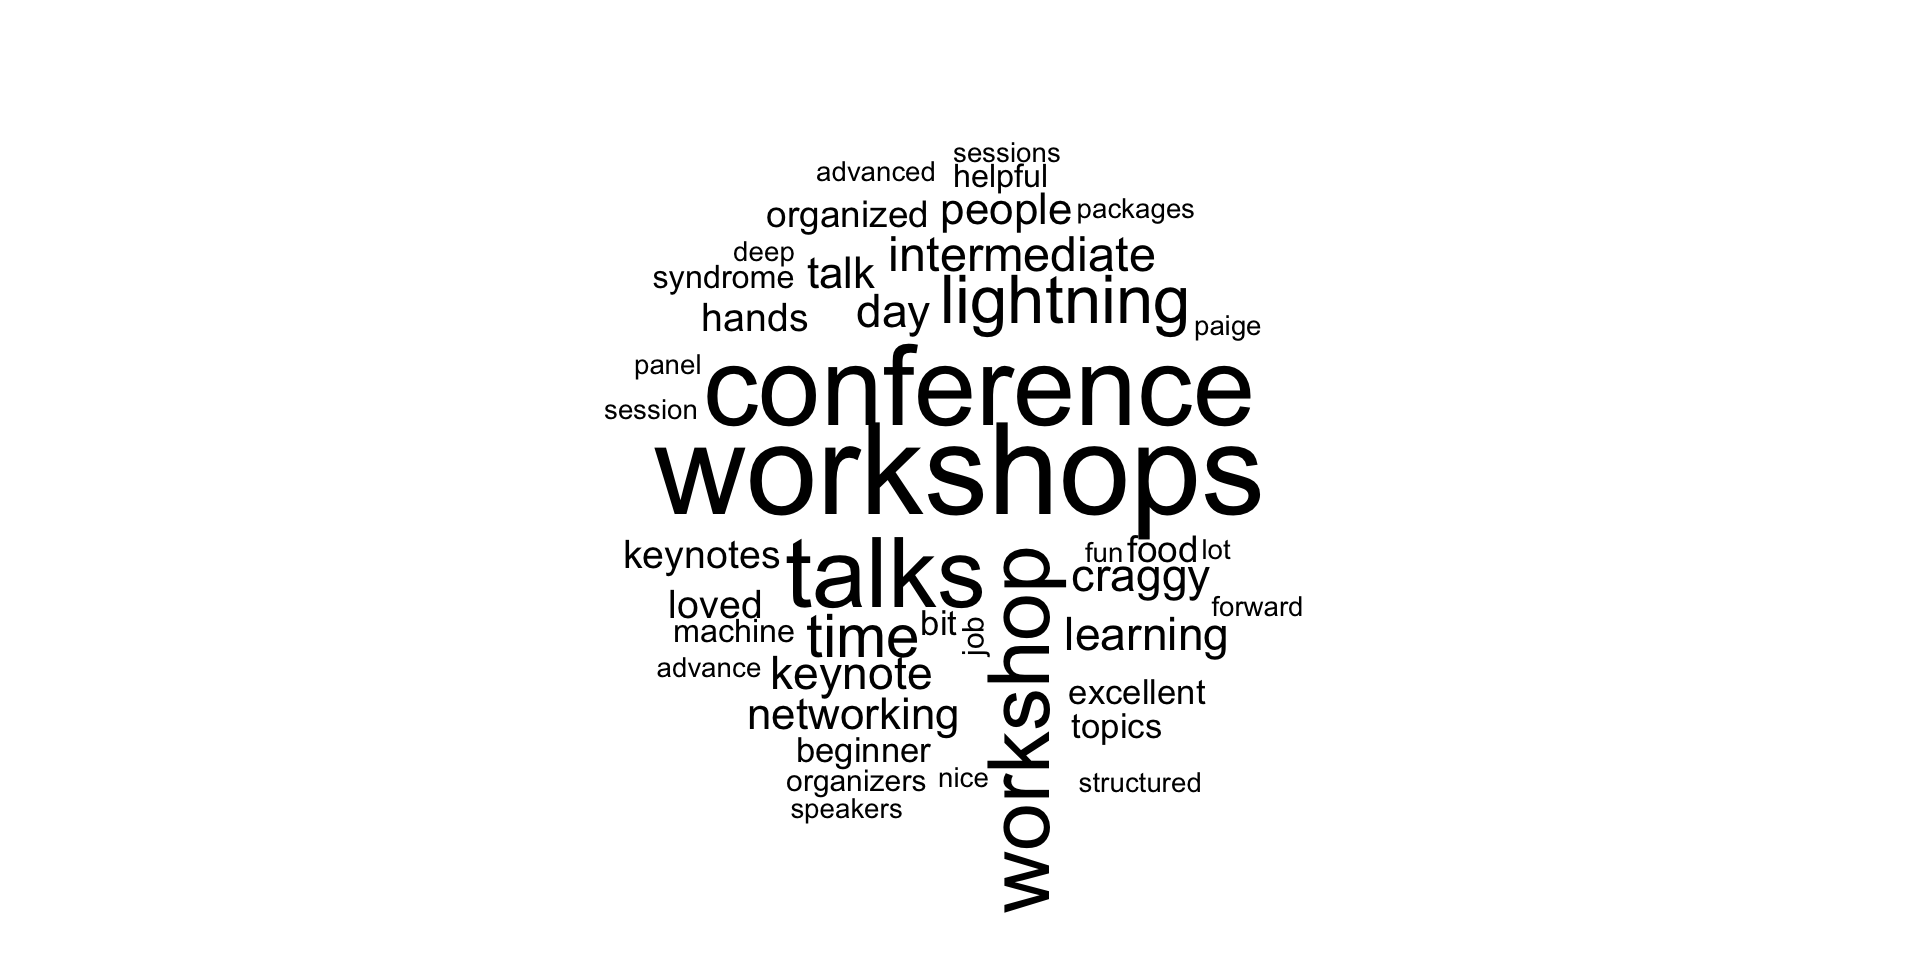 sessions
advanced helpful
organized people packages
deep intermediate
syndrome talk
hands day lightning paige
panel conference
session
workshops
keynotes talks workshop fun food lot
craggy
loved forward
machine time bit job learning
advance keynote
excellent
networking topics
beginner
organizers nice structured
speakers